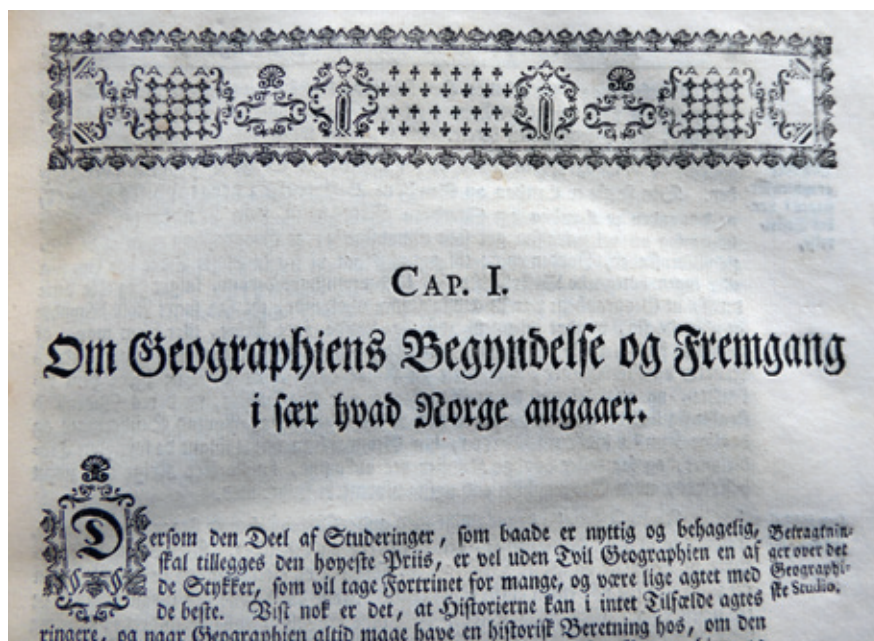 CAP. I.
Om Geographiens Begyndelse og Fremgang
i sær hvad Norge angaaer.
Dersom den Deel af Studeringer, som baade er nyttig og behagelig,
skal tillegges den høyeste Priis, er vel uden Tvil Geographien en af
de Stykker, som vil tage Fortrinet for mange, og være lige agtet med
de beste. Vist nok er det, at Historierne kan i intet Tilfælde agtes
ringere, og naar Geographien altid maae have en historisk Beretning hos, om den
Betragtnin-
ger over det
Geographi-
ske Studio.